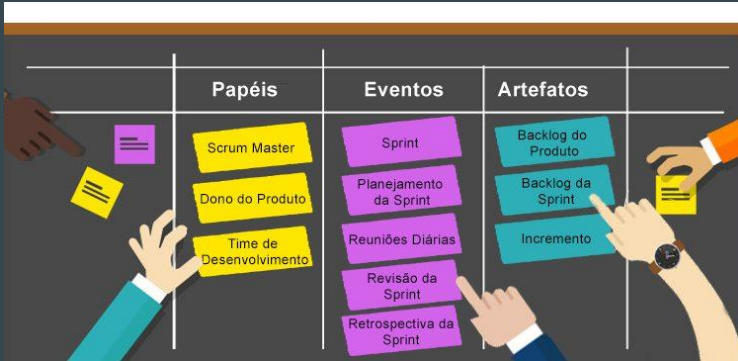 Papéis
Eventos
Artefatos
Scrum Master
Dono do Produto
Time de
Desenvolvimento
Sprint
Planejamento
da Sprint
Reuniões Diárias
Revisão da
Sprint
Retrospectiva da
Sprint
Backlog do
Produto
Backlog da
Sprint
Incremento